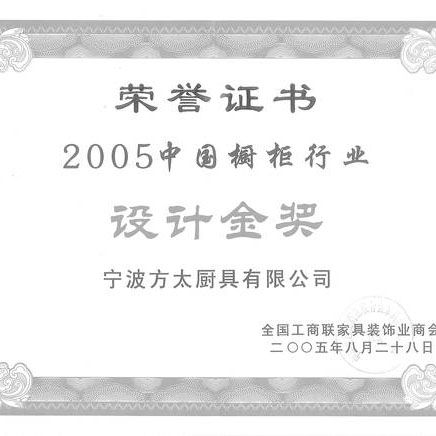 荣誉证书
2005中国橱柜行业
设计金奖
宁波方太厨具有限公司
全国工商联家具装饰业商会
二〇〇五年八月二十八日